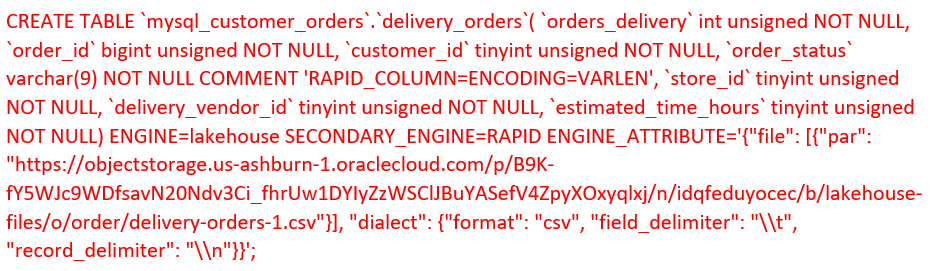 CREATE TABLE `mysql_customer_orders`.`delivery_orders`( `orders_delivery` int unsigned NOT NULL,
`order_id` bigint unsigned NOT NULL, `customer_id` tinyint unsigned NOT NULL, `order_status`
varchar(9) NOT NULL COMMENT 'RAPID_COLUMN=ENCODING=VARLEN', `store_id` tinyint unsigned
NOT NULL, `delivery_vendor_id` tinyint unsigned NOT NULL, `estimated_time_hours` tinyint unsigned
NOT NULL) ENGINE=lakehouse SECONDARY_ENGINE=RAPID ENGINE_ATTRIBUTE='{"file": [{"par":
"https://objectstorage.us-ashburn-1.oraclecloud.com/p/B9K-
fY5WJc9WDfsavN20Ndv3Ci_fhrUw1DYIyZzWSClJBuYASefV4ZpyXOxyqlxj/n/idqfeduyocec/b/lakehouse-
files/o/order/delivery-orders-1.csv"}], "dialect": {"format": "csv", "field_delimiter": "\\t",
"record_delimiter": "\\n"}}';